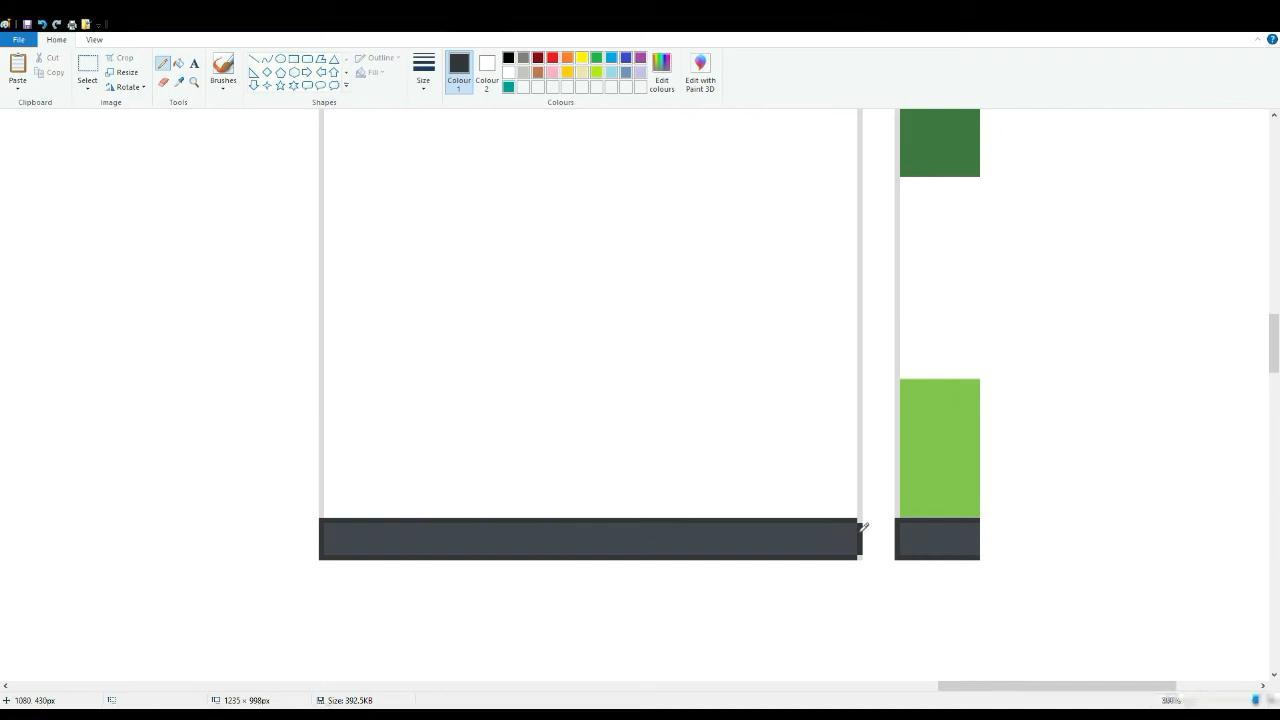 File Home View
Paste
Cut
Copy
Clipboard
Select
Crop
Resize
Rotate
Image
A
Tools
Brushes
Outline
Fill
Shapes
Size
Colour 1
Colour 2
Edit colours
Edit with Paint 3D
Colours
1080, 430px
1235 × 998px
Size: 392.5KB